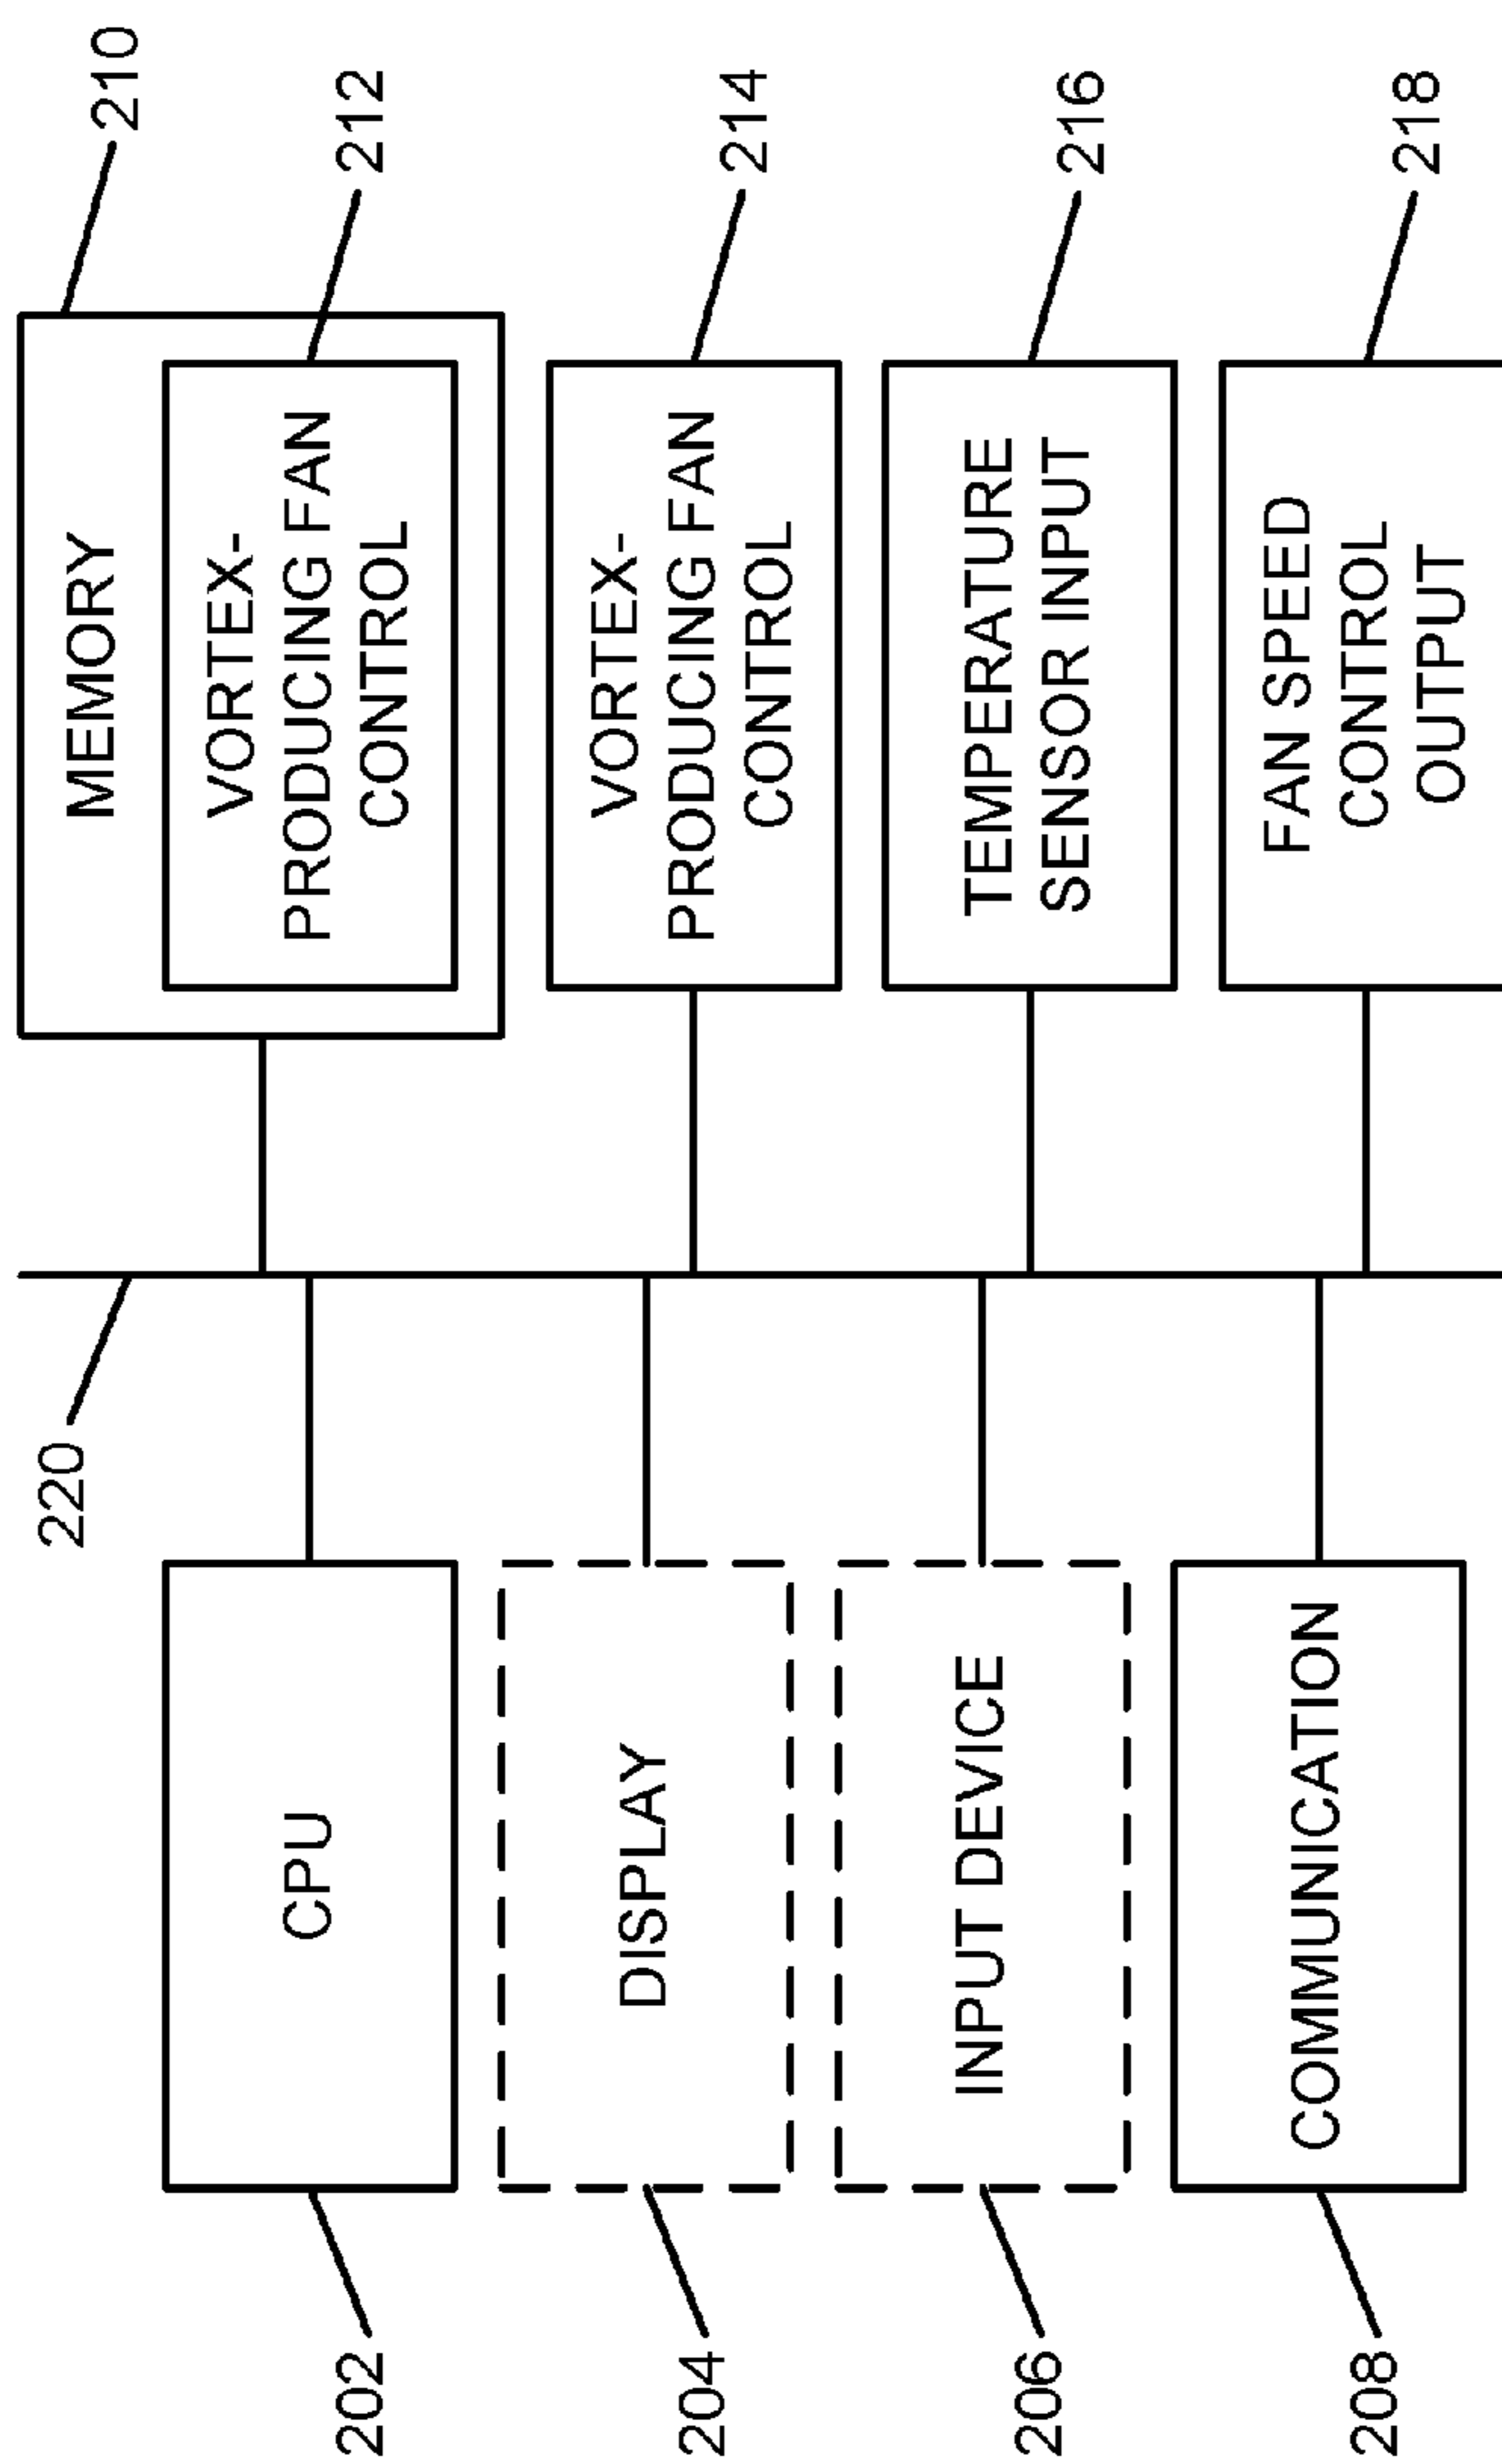 220
210
MEMORY
202
CPU
VORTEX-
PRODUCING FAN
CONTROL
212
204
DISPLAY
VORTEX-
PRODUCING FAN
CONTROL
214
206
INPUT DEVICE
TEMPERATURE
SENSOR INPUT
216
208
COMMUNICATION
FAN SPEED
CONTROL
OUTPUT
218